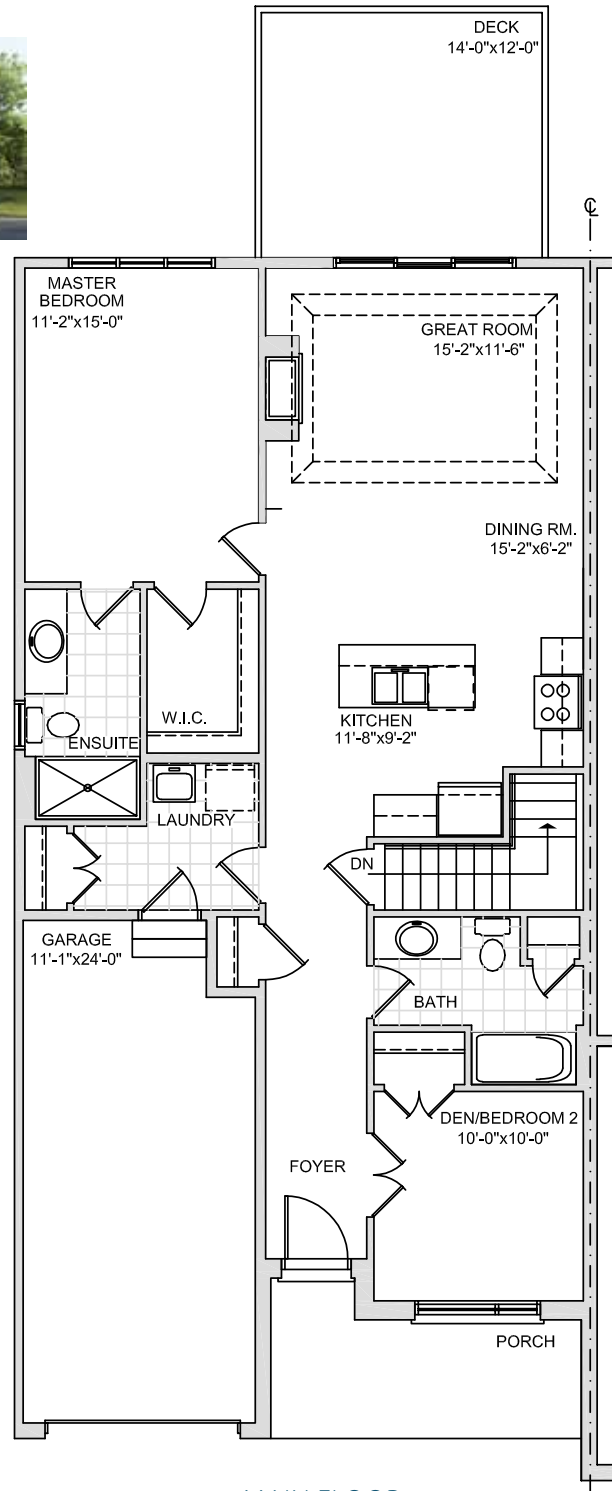 DECK
14'-0"x12'-0"
℄
MASTER
BEDROOM
11'-2"x15'-0"
GREAT ROOM
15'-2"x11'-6"
DINING RM.
15'-2"x6'-2"
W.I.C.
KITCHEN
11'-8"x9'-2"
ENSUITE
LAUNDRY
DN
GARAGE
11'-1"x24'-0"
BATH
DEN/BEDROOM 2
10'-0"x10'-0"
FOYER
PORCH